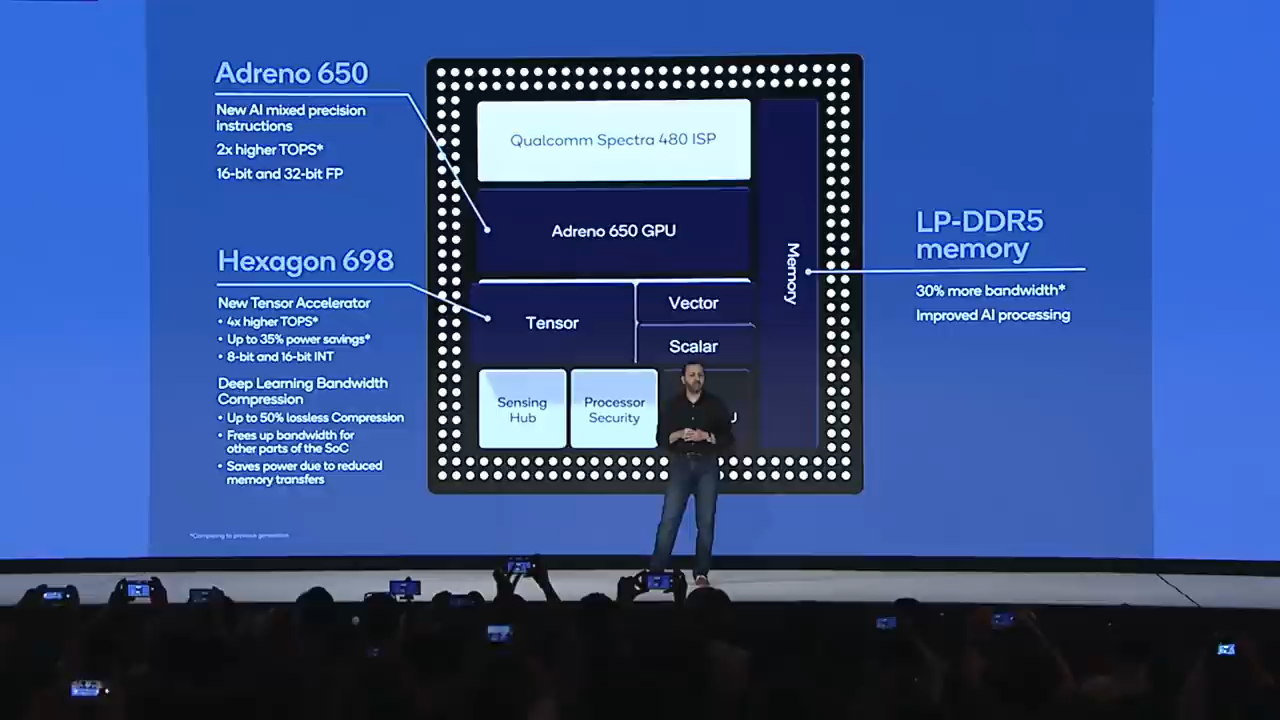 Adreno 650
New AI mixed precision
instructions
2x higher TOPS*
16-bit and 32-bit FP
Hexagon 698
New Tensor Accelerator
• 4x higher TOPS*
• Up to 35% power savings*
• 8-bit and 16-bit INT
Deep Learning Bandwidth
Compression
• Up to 50% lossless Compression
• Frees up bandwidth for
other parts of the SoC
• Saves power due to reduced
memory transfers
*Comparing to previous generation
Qualcomm Spectra 480 ISP
Adreno 650 GPU
Tensor
Vector
Scalar
Sensing
Hub
Processor
Security
Memory
LP-DDR5
memory
30% more bandwidth*
Improved AI processing